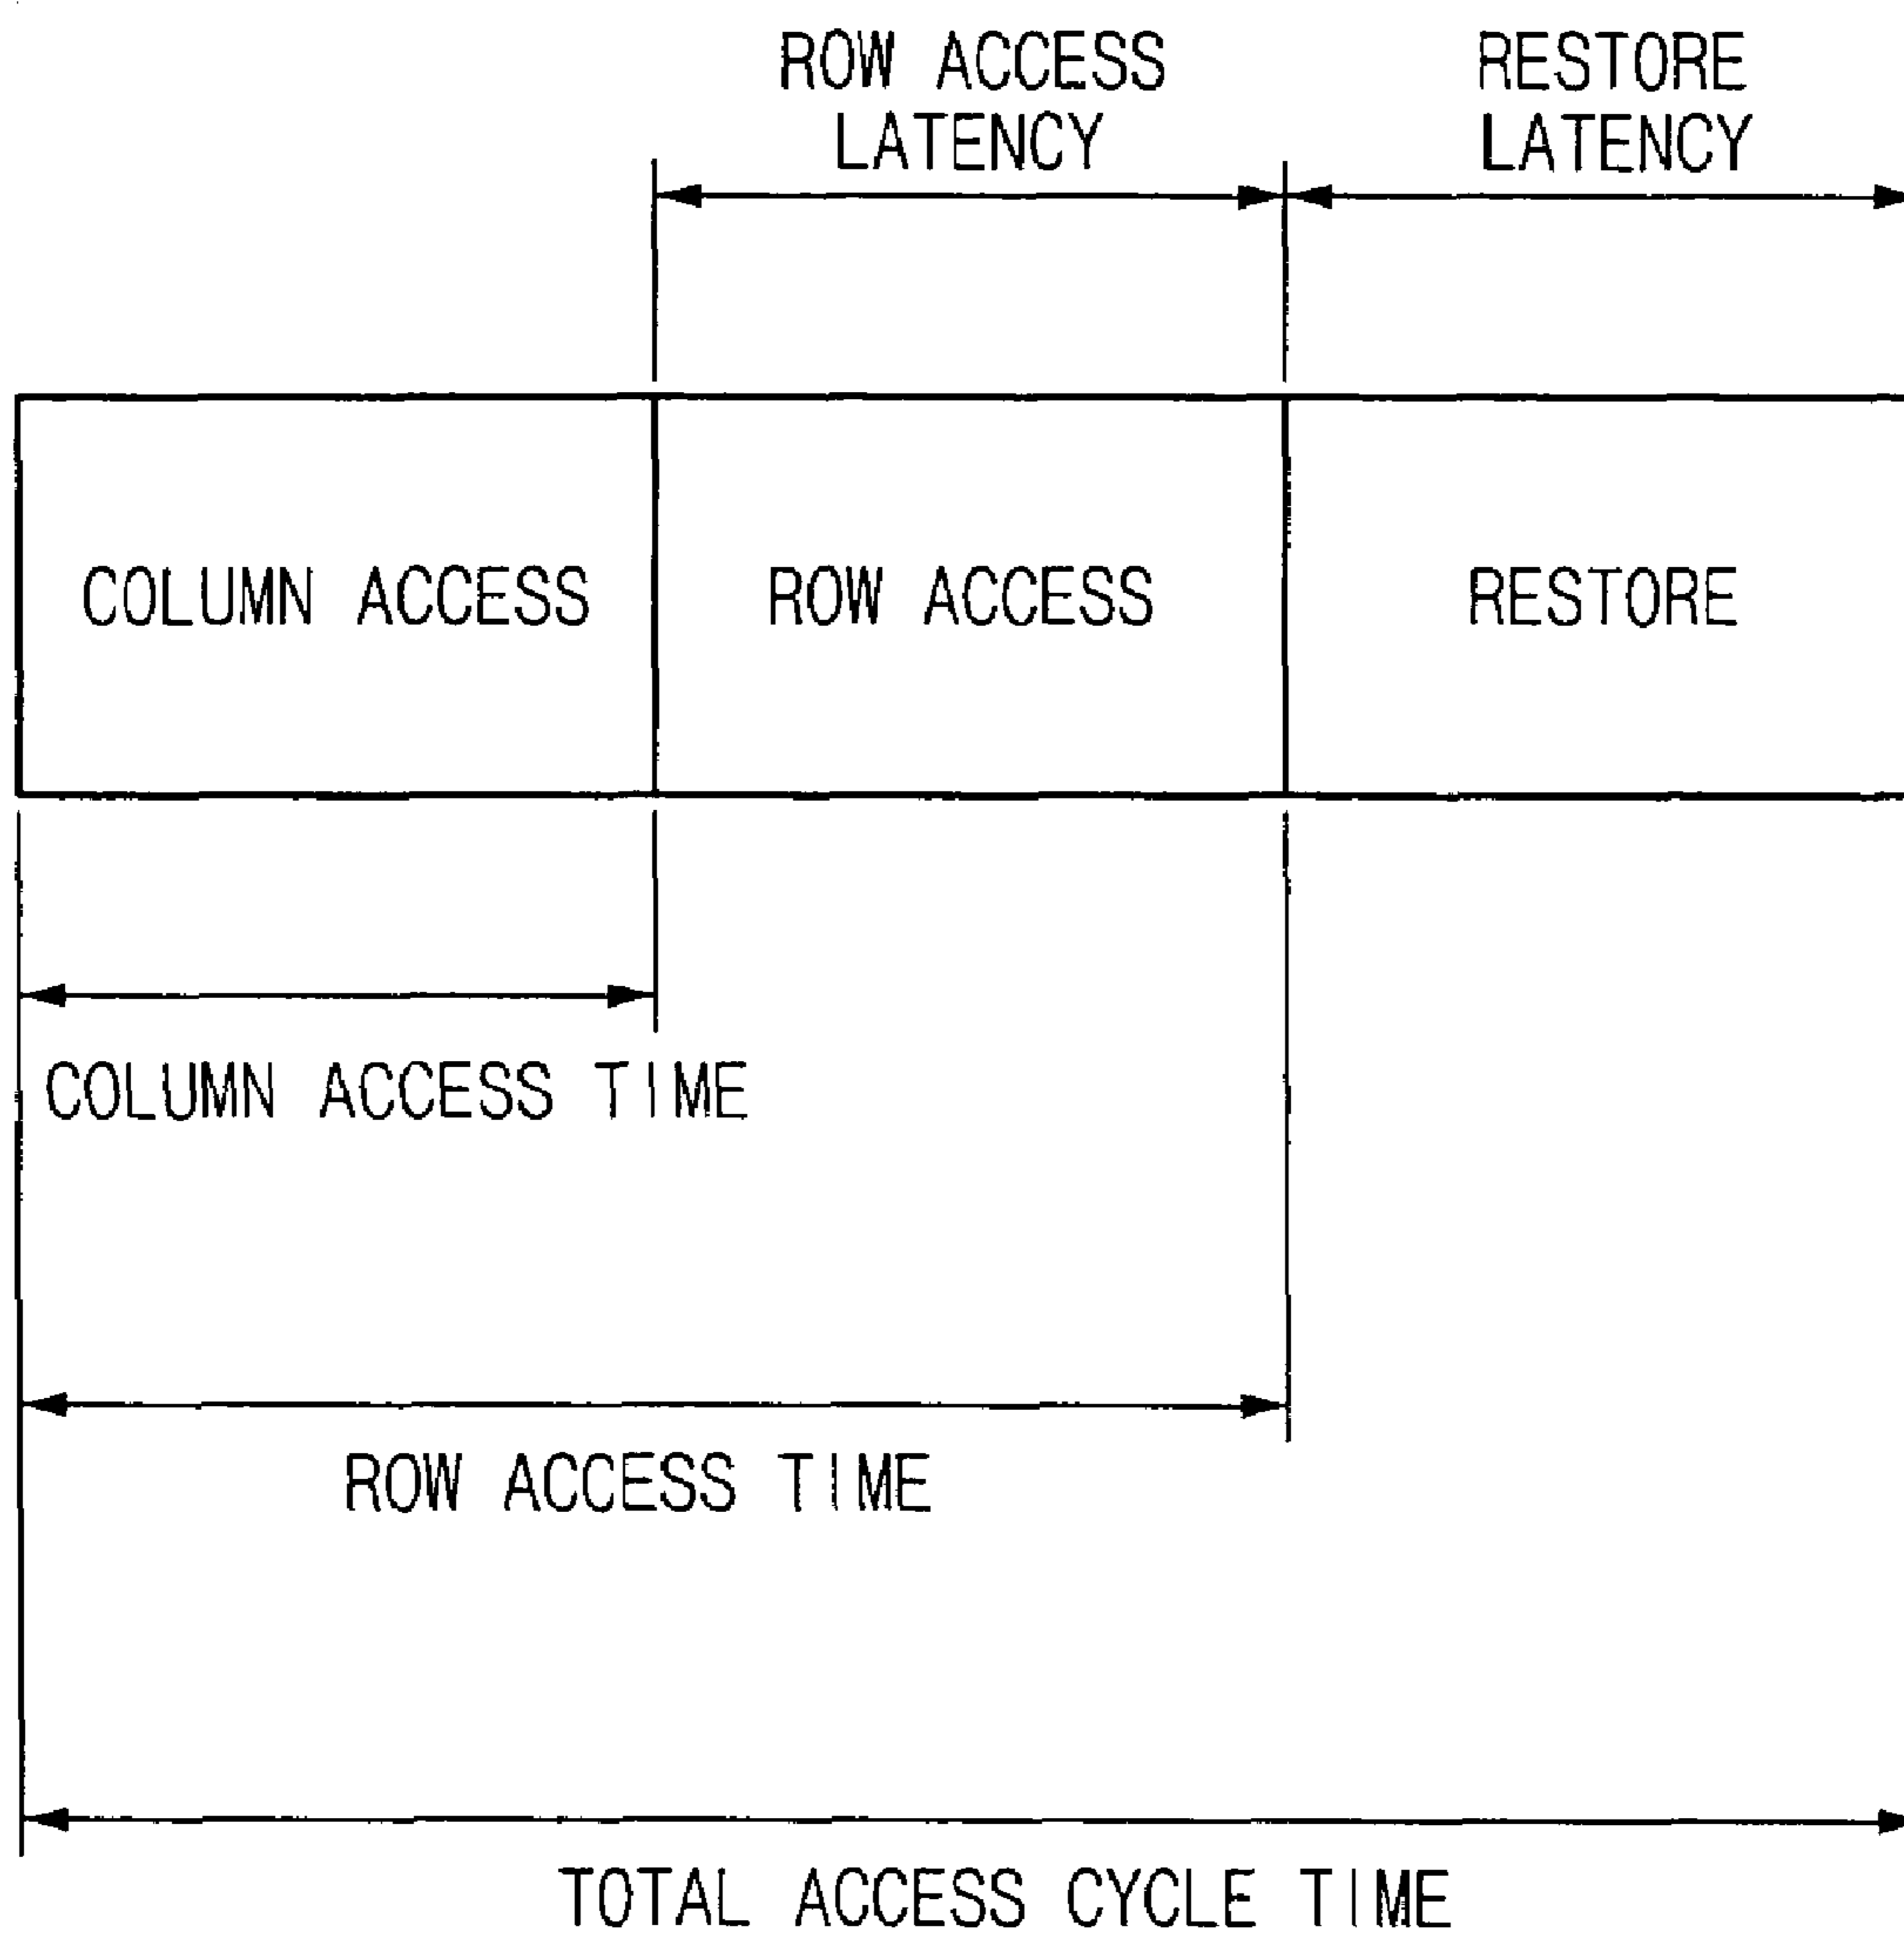 ROW ACCESS
LATENCY
RESTORE
LATENCY
COLUMN ACCESS
ROW ACCESS
RESTORE
COLUMN ACCESS TIME
ROW ACCESS TIME
TOTAL ACCESS CYCLE TIME